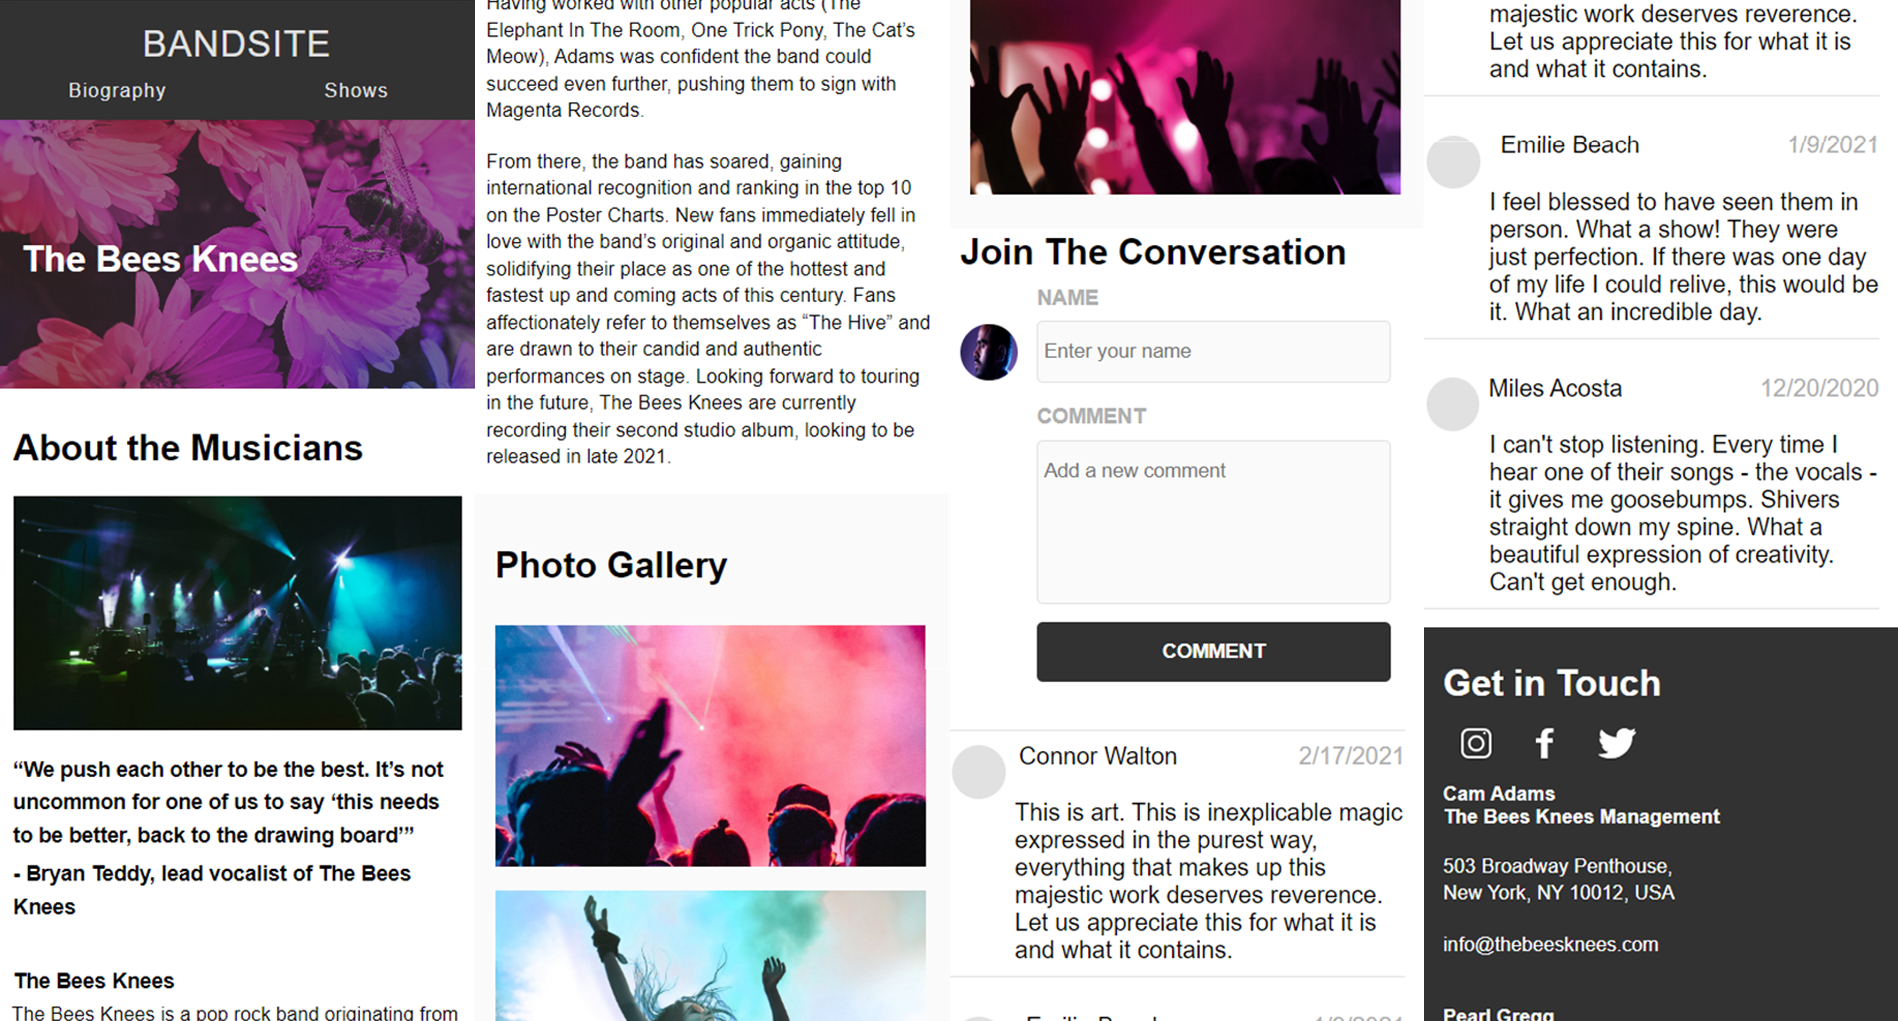 BANDSITE
Biography
Shows
The Bees Knees
About the Musicians
“We push each other to be the best. It’s not
uncommon for one of us to say ‘this needs
to be better, back to the drawing board’”
- Bryan Teddy, lead vocalist of The Bees
Knees
The Bees Knees
The Bees Knees is a pop rock band originating from
Having worked with other popular acts (The
Elephant In The Room, One Trick Pony, The Cat’s
Meow), Adams was confident the band could
succeed even further, pushing them to sign with
Magenta Records.
From there, the band has soared, gaining
international recognition and ranking in the top 10
on the Poster Charts. New fans immediately fell in
love with the band’s original and organic attitude,
solidifying their place as one of the hottest and
fastest up and coming acts of this century. Fans
affectionately refer to themselves as “The Hive” and
are drawn to their candid and authentic
performances on stage. Looking forward to touring
in the future, The Bees Knees are currently
recording their second studio album, looking to be
released in late 2021.
Photo Gallery
Join The Conversation
NAME
Enter your name
COMMENT
Add a new comment
COMMENT
Connor Walton
2/17/2021
This is art. This is inexplicable magic
expressed in the purest way,
everything that makes up this
majestic work deserves reverence.
Let us appreciate this for what it is
and what it contains.
Emilie Beach
1/9/2021
majestic work deserves reverence.
Let us appreciate this for what it is
and what it contains.
Emilie Beach
1/9/2021
I feel blessed to have seen them in
person. What a show! They were
just perfection. If there was one day
of my life I could relive, this would be
it. What an incredible day.
Miles Acosta
12/20/2020
I can't stop listening. Every time I
hear one of their songs - the vocals -
it gives me goosebumps. Shivers
straight down my spine. What a
beautiful expression of creativity.
Can't get enough.
Get in Touch
Cam Adams
The Bees Knees Management
503 Broadway Penthouse,
New York, NY 10012, USA
info@thebeesknees.com
Pearl Gregg